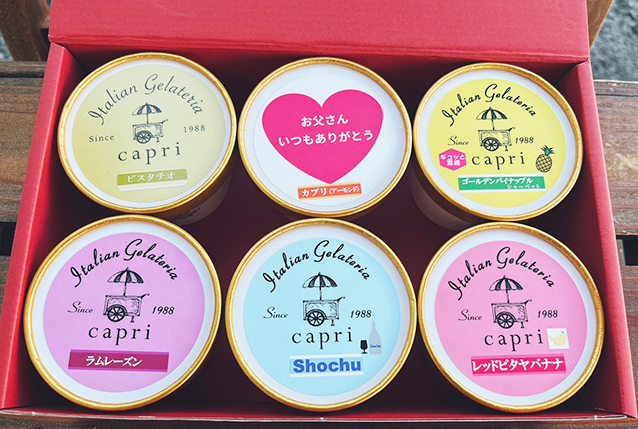 Italian Gelateria
Since 1988
capri
ピスタチオ
お父さん
いつもありがとう
カプリ（アーモンド）
Italian Gelateria
Since 1988
capri
ギュッと
ゴールデンパイナップル
シャーベット
Italian Gelateria
Since 1988
capri
ラムレーズン
Italian Gelateria
Since 1988
capri
Shochu
Italian Gelateria
Since 1988
capri
レッドピタヤバナナ